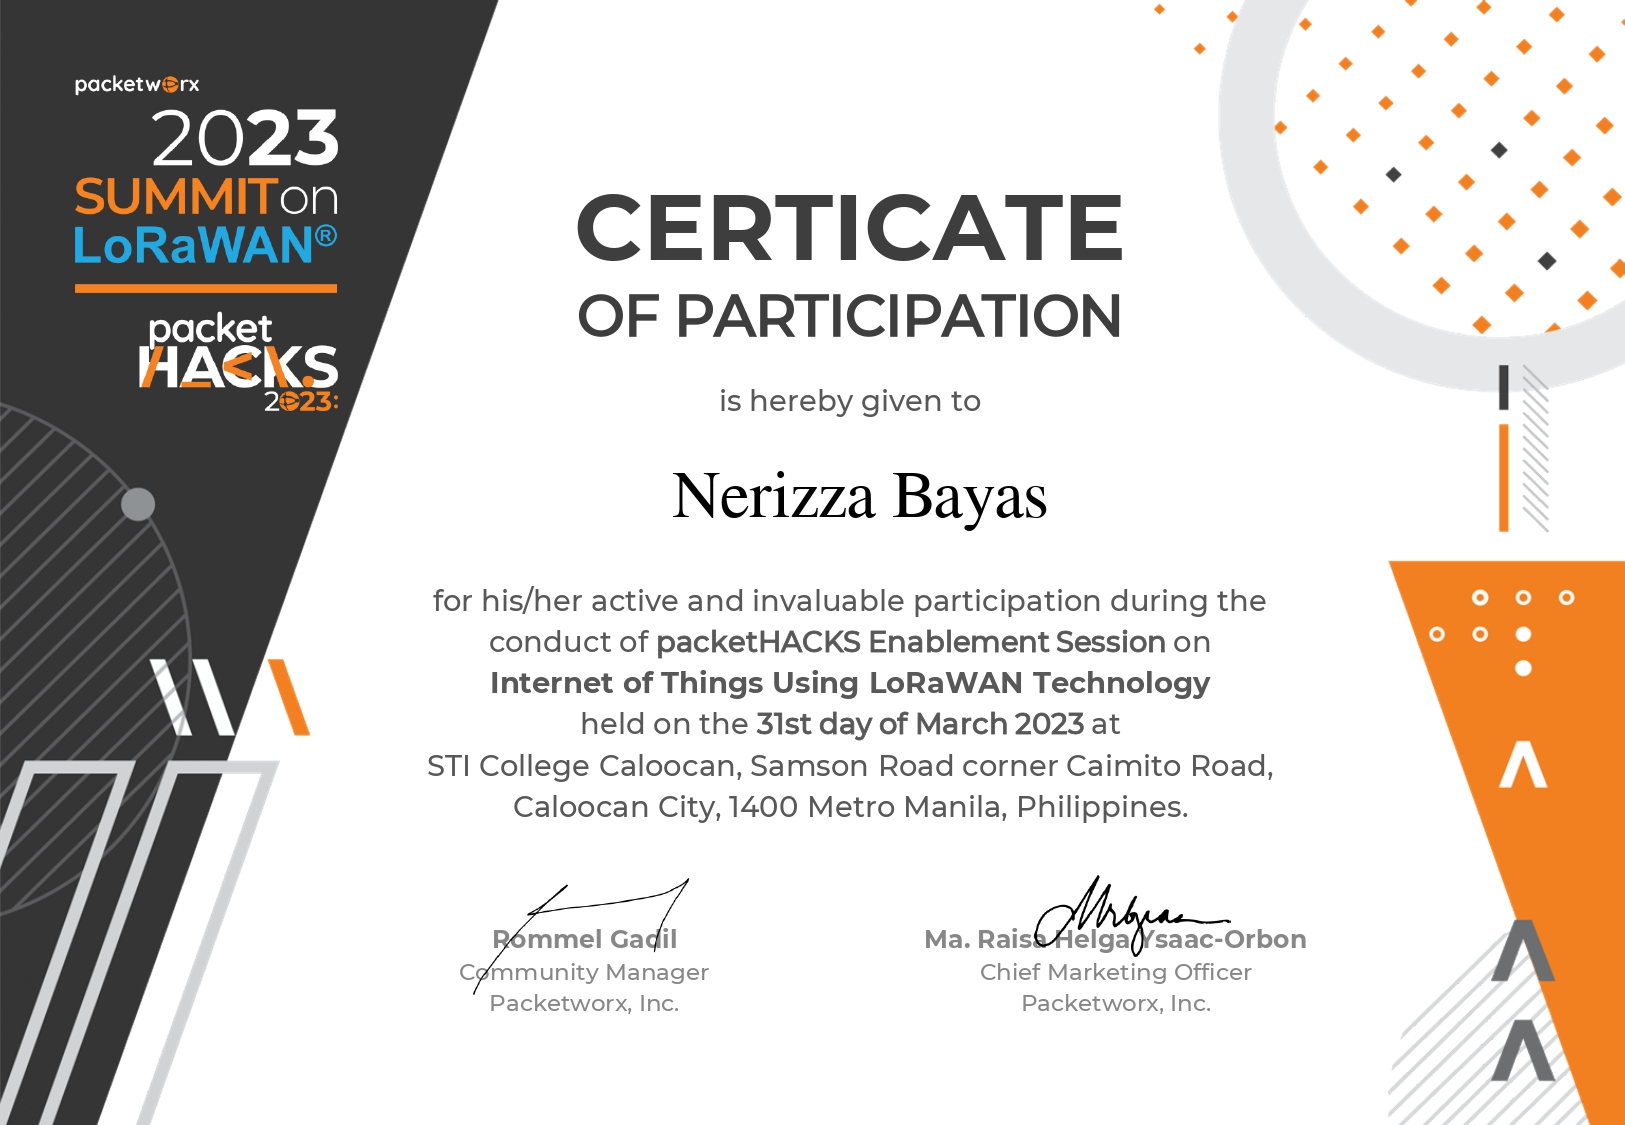 packetworx
2023
SUMMITon
LoRaWAN®
packet
HACKS
2023:
CERTICATE
OF PARTICIPATION
is hereby given to
Nerizza Bayas
for his/her active and invaluable participation during the
conduct of packetHACKS Enablement Session on
Internet of Things Using LoRaWAN Technology
held on the 31st day of March 2023 at
STI College Caloocan, Samson Road corner Caimito Road,
Caloocan City, 1400 Metro Manila, Philippines.
Rommel Gadil
Community Manager
Packetworx, Inc.
Ma. Raisa Helga Ysaac-Orbon
Chief Marketing Officer
Packetworx, Inc.